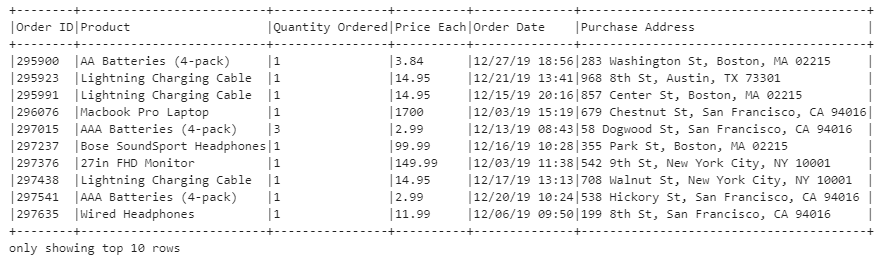 +--------+--------------------------+----------------+----------+--------------+----------------------------------------+
|Order ID|Product                   |Quantity Ordered|Price Each|Order Date    |Purchase Address                        |
+--------+--------------------------+----------------+----------+--------------+----------------------------------------+
|295900  |AA Batteries (4-pack)     |1               |3.84      |12/27/19 18:56|283 Washington St, Boston, MA 02215     |
|295923  |Lightning Charging Cable  |1               |14.95     |12/21/19 13:41|968 8th St, Austin, TX 73301            |
|295991  |Lightning Charging Cable  |1               |14.95     |12/15/19 20:16|857 Center St, Boston, MA 02215         |
|296076  |Macbook Pro Laptop        |1               |1700      |12/03/19 15:19|679 Chestnut St, San Francisco, CA 94016|
|297015  |AAA Batteries (4-pack)    |3               |2.99      |12/13/19 08:43|58 Dogwood St, San Francisco, CA 94016  |
|297237  |Bose SoundSport Headphones|1               |99.99     |12/16/19 10:28|355 Park St, Boston, MA 02215           |
|297376  |27in FHD Monitor          |1               |149.99    |12/03/19 11:38|542 9th St, New York City, NY 10001     |
|297438  |Lightning Charging Cable  |1               |14.95     |12/17/19 13:13|708 Walnut St, New York City, NY 10001  |
|297541  |AAA Batteries (4-pack)    |1               |2.99      |12/20/19 10:24|538 Hickory St, San Francisco, CA 94016 |
|297635  |Wired Headphones          |1               |11.99     |12/06/19 09:50|199 8th St, San Francisco, CA 94016     |
+--------+--------------------------+----------------+----------+--------------+----------------------------------------+
only showing top 10 rows